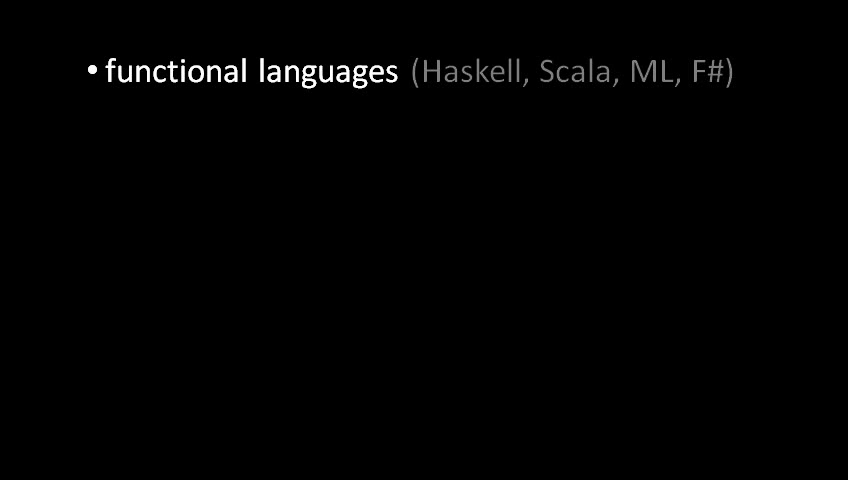 • functional languages (Haskell, Scala, ML, F#)